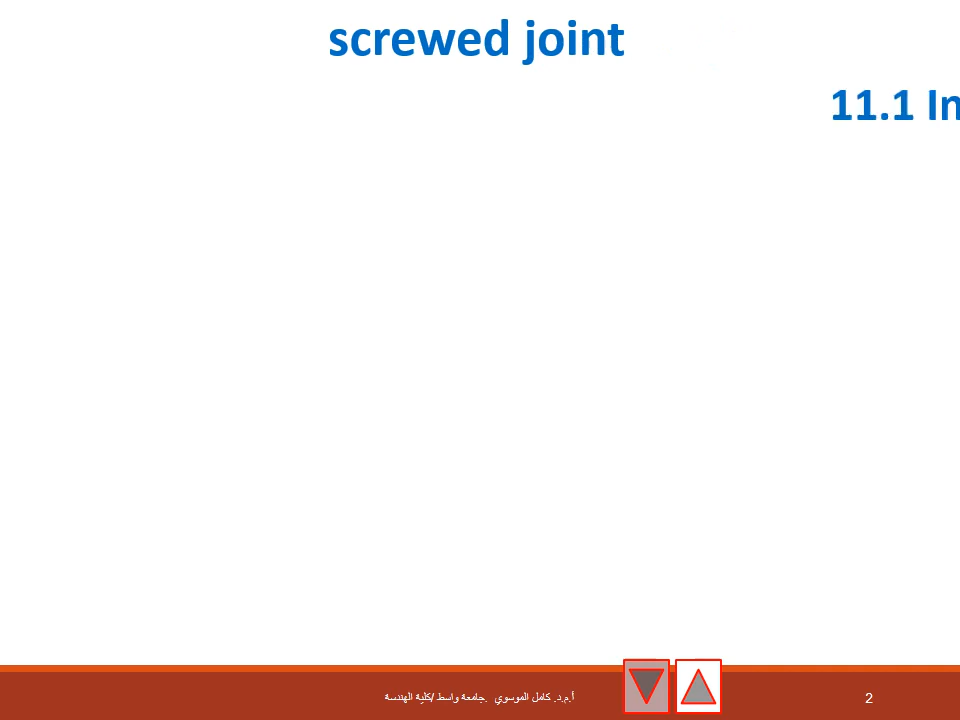 screwed joint
11.1 In
أ.م.د. كامل الموسوي .جامعة واسط/كلية الهندسة
2